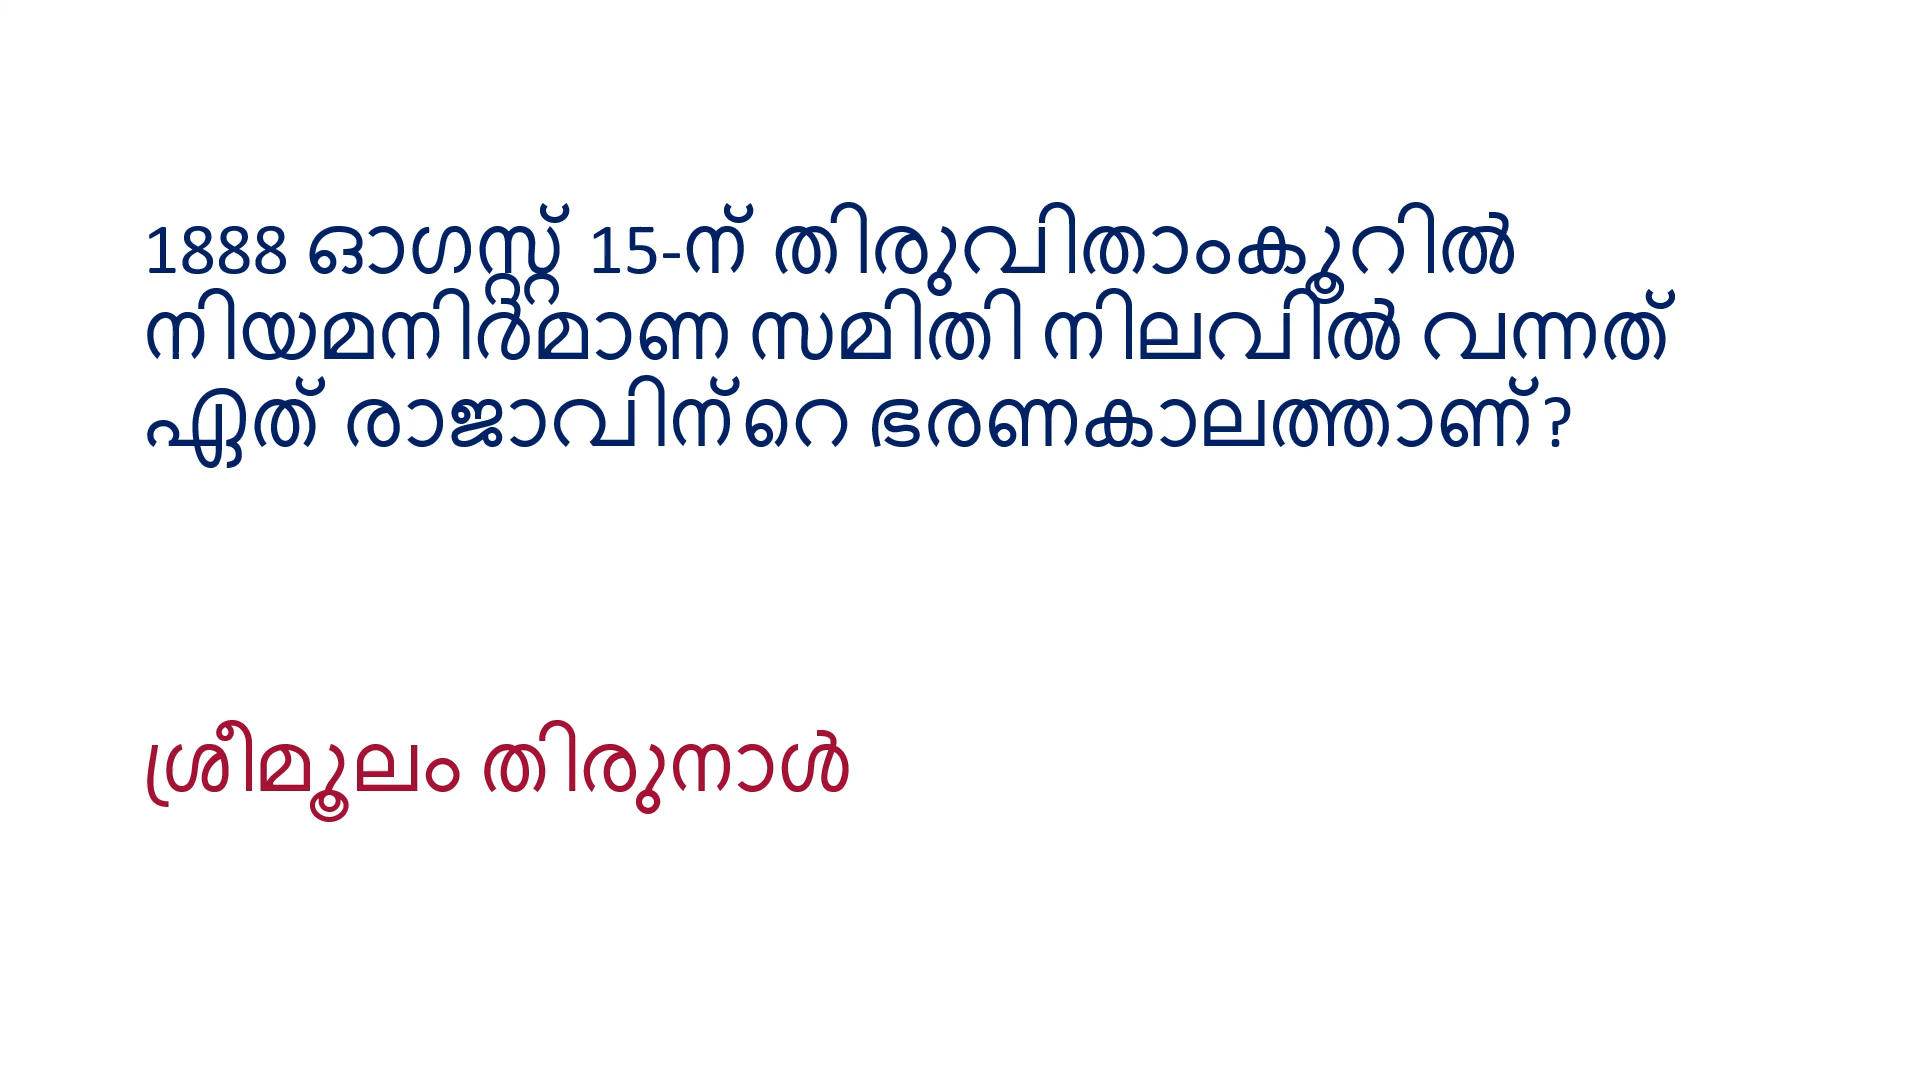 1888 ഓഗസ്റ്റ് 15-ന് തിരുവിതാംകൂറിൽ
നിയമനിർമാണ സമിതി നിലവിൽ വന്നത്
ഏത് രാജാവിന്‍റെ ഭരണകാലത്താണ്?
ശ്രീമൂലം തിരുനാൾ